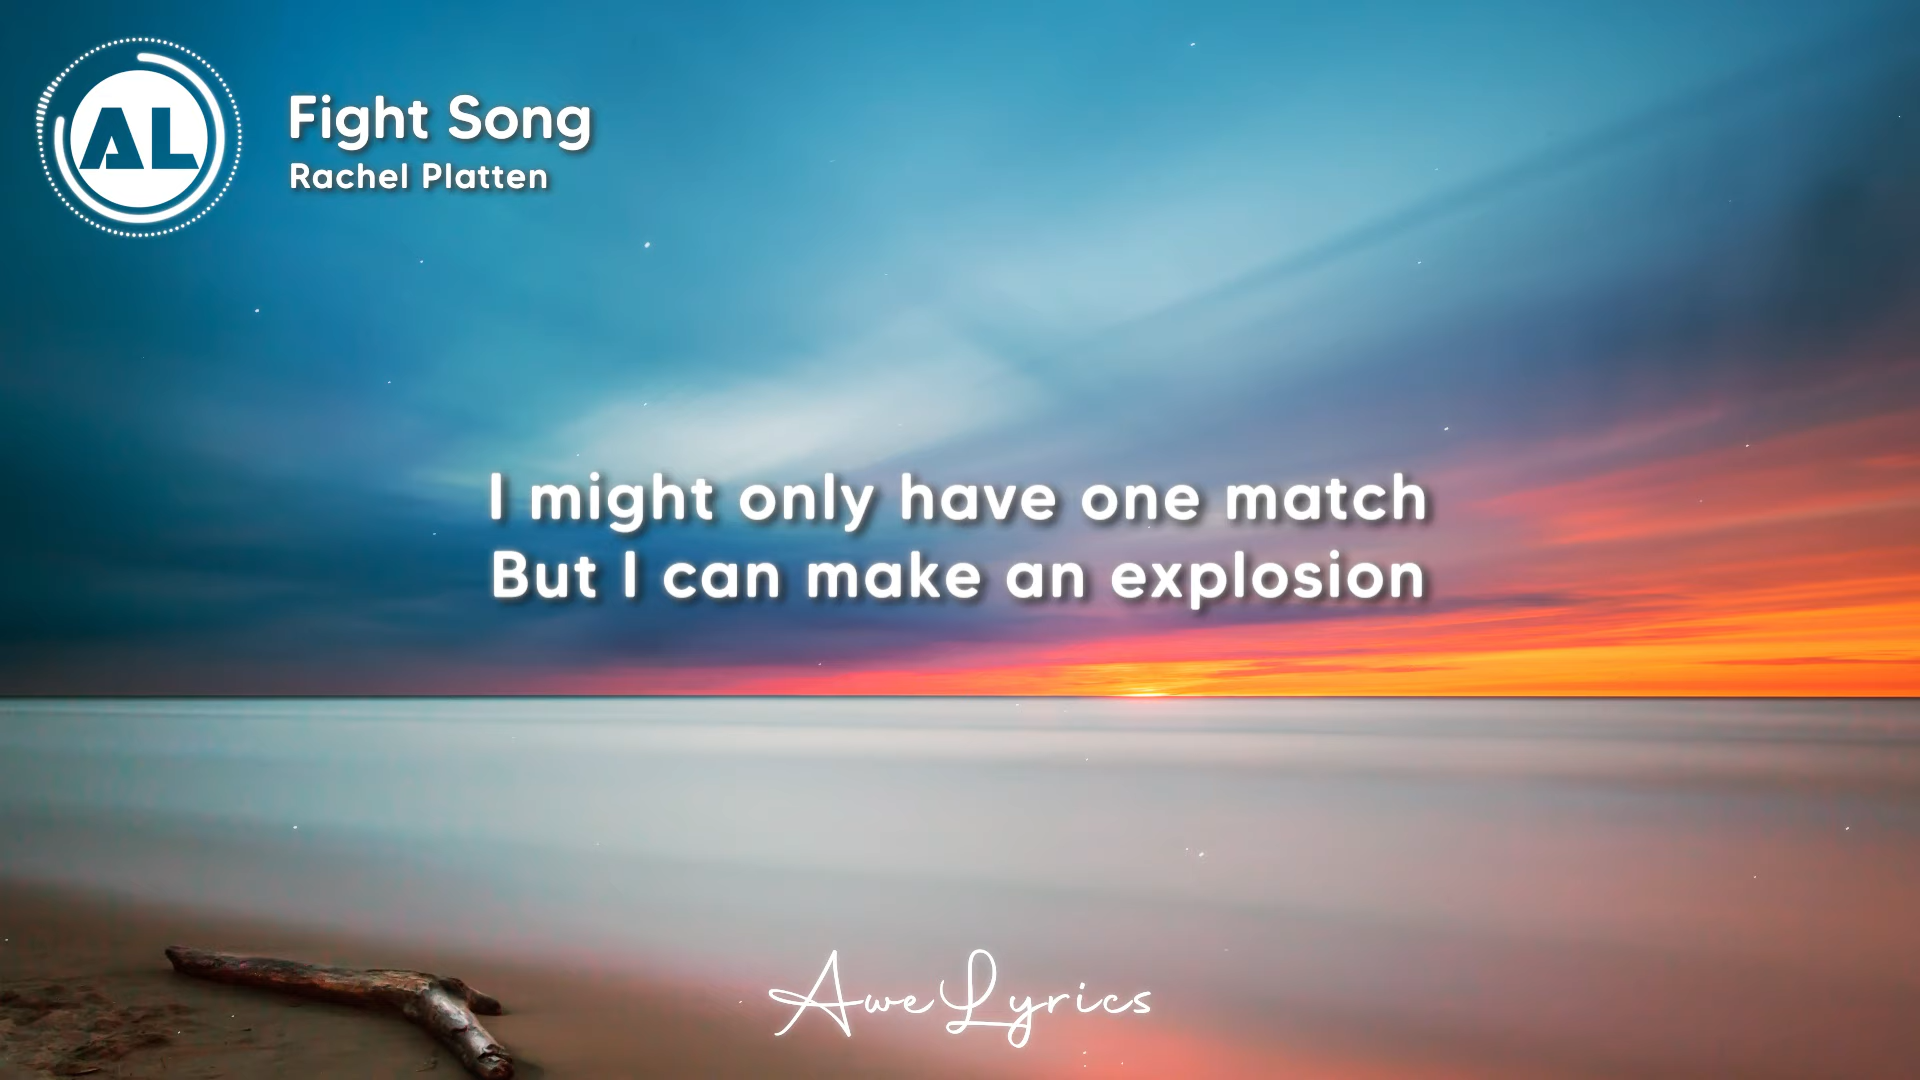 AL
Fight Song
Rachel Platten
I might only have one match
But I can make an explosion
AweLyrics